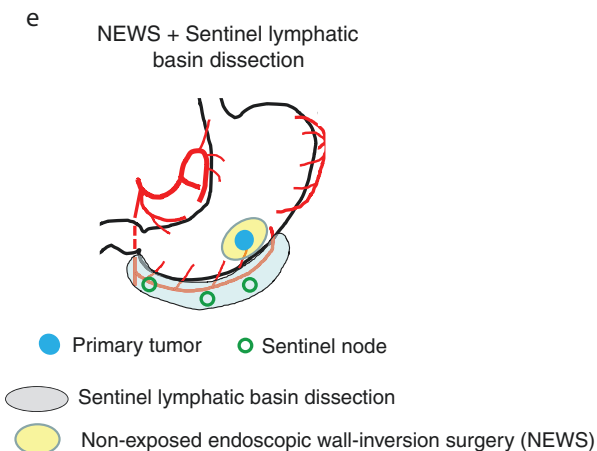 e
NEWS + Sentinel lymphatic
basin dissection
Primary tumor
Sentinel node
Sentinel lymphatic basin dissection
Non-exposed endoscopic wall-inversion surgery (NEWS)